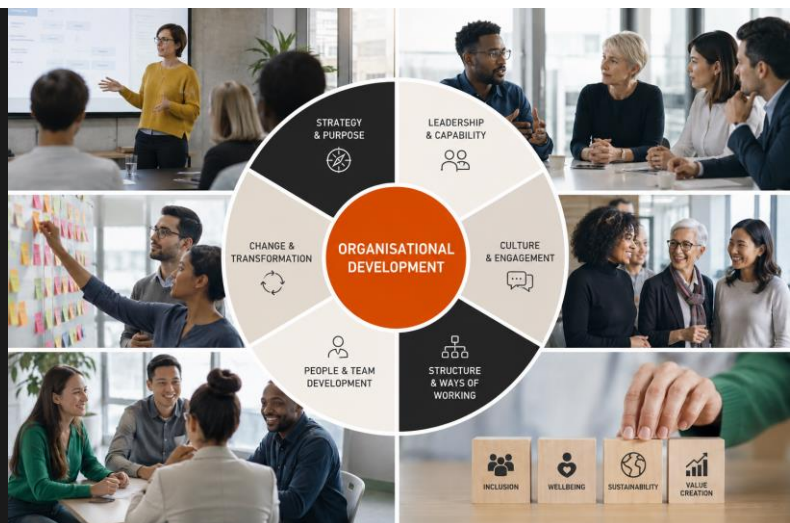 STRATEGY
& PURPOSE
LEADERSHIP
& CAPABILITY
CHANGE &
TRANSFORMATION
ORGANISATIONAL
DEVELOPMENT
CULTURE
& ENGAGEMENT
PEOPLE & TEAM
DEVELOPMENT
STRUCTURE
& WAYS OF
WORKING
INCLUSION
WELLBEING
SUSTAINABILITY
VALUE
CREATION